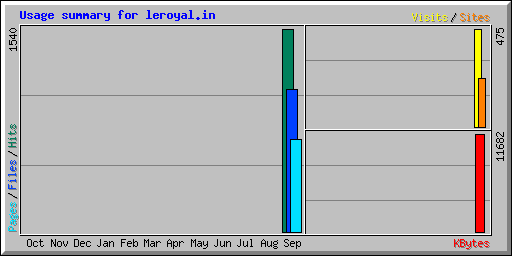 Usage summary for leroyal.in
Visits/Sites
1540
475
Pages/Files/Hits
11682
Oct Nov Dec Jan Feb Mar Apr May Jun Jul Aug Sep
KBytes